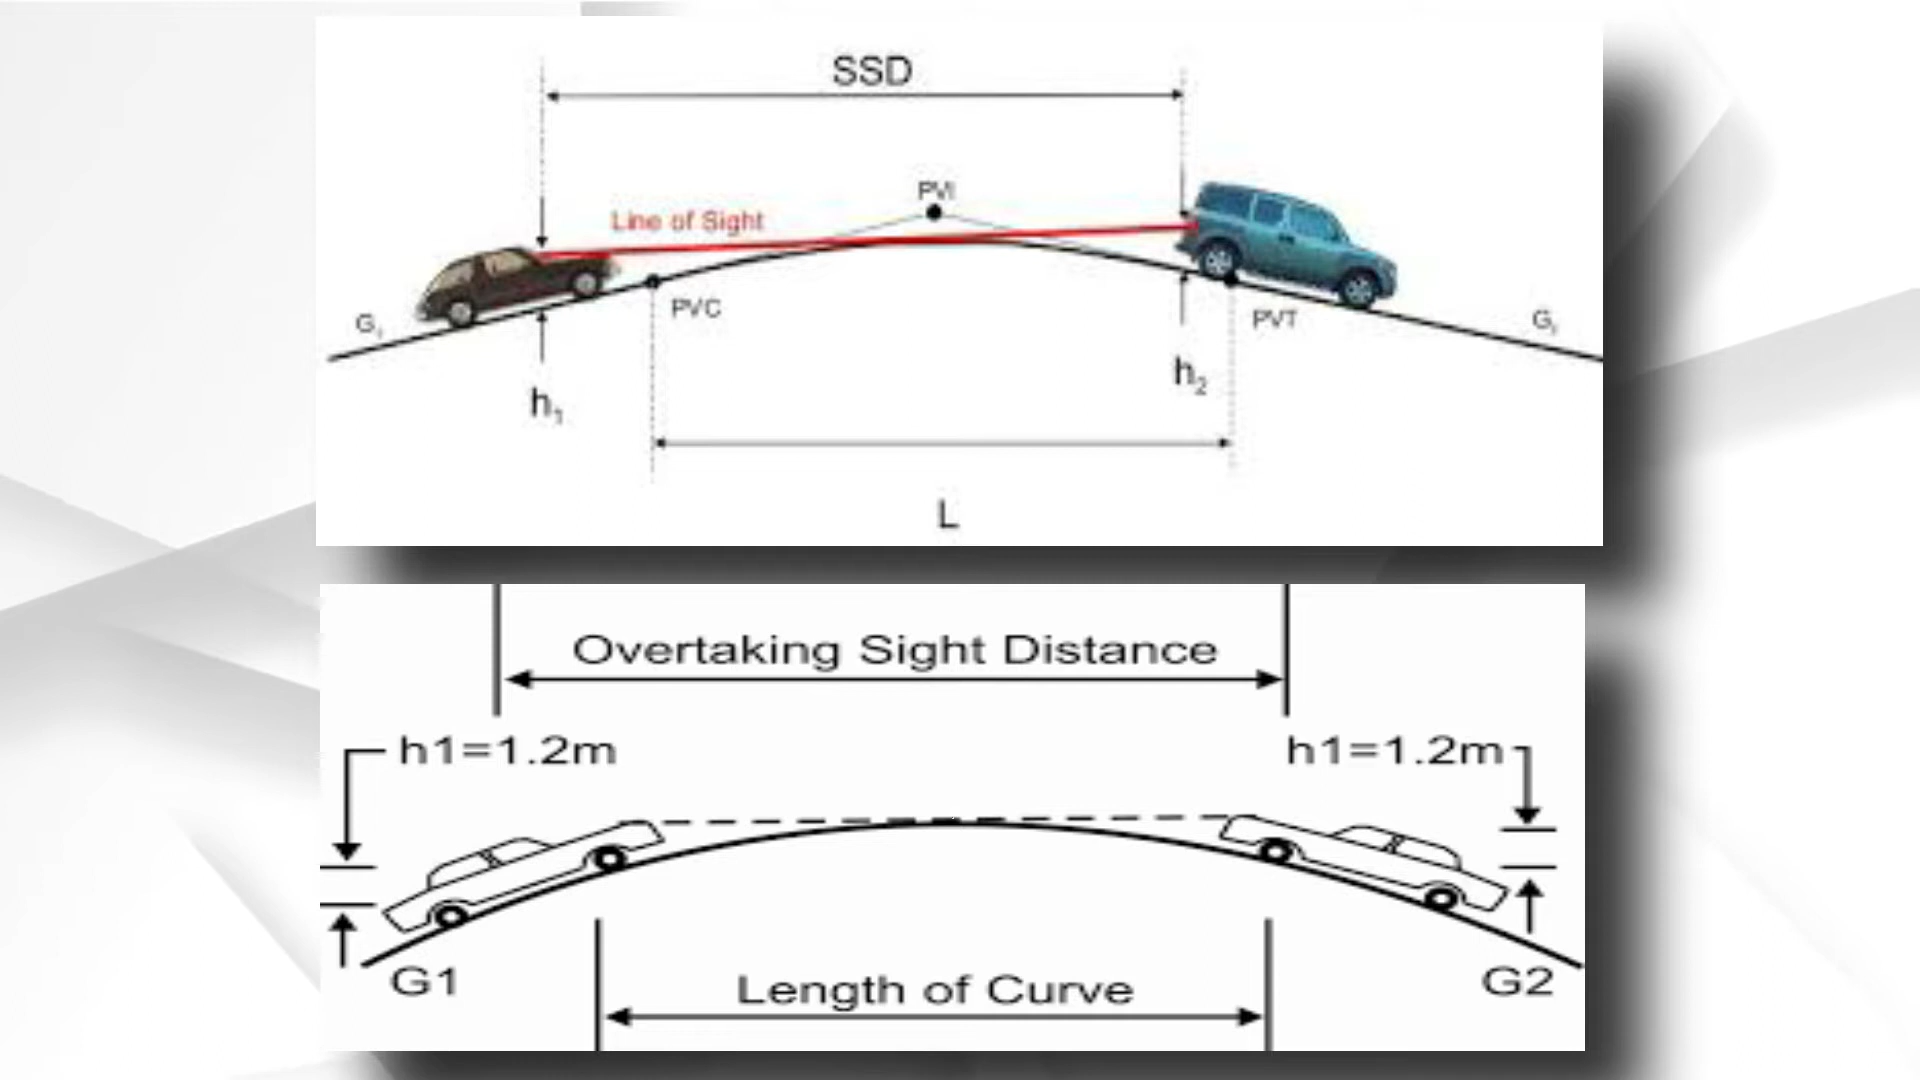 SSD
PVI
Line of Sight
PVC
PVT
G₁
G
h₁
h₂
L
Overtaking Sight Distance
h1=1.2m
h1=1.2m
G1
G2
Length of Curve